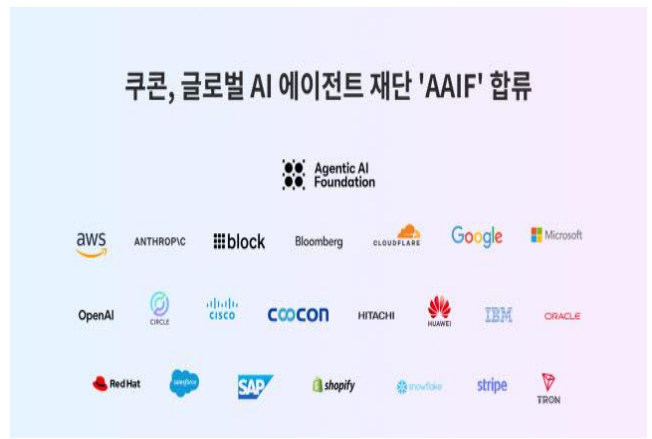 쿠콘, 글로벌 AI 에이전트 재단 'AAIF' 합류
Agentic AI
Foundation
aws
ANTHROP\C
block
Bloomberg
CLOUDFLARE
Google
Microsoft
OpenAI
CIRCLE
CISCO
COOCON
HITACHI
HUAWEI
IBM
ORACLE
Red Hat
salesforce
SAP
shopify
snowflake
stripe
TRON